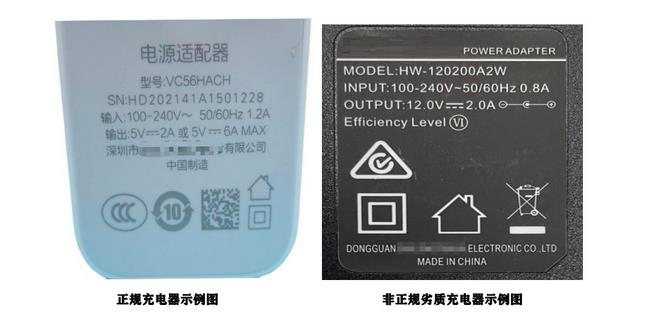 电源适配器
型号:VC56HACH
SN:HD202141A1501228
输入:100-240V～ 50/60Hz 1.2A
输出:5V⎓2A 或 5V⎓6A MAX
深圳市 有限公司
中国制造
CCC
10
正规充电器示例图
POWER ADAPTER
MODEL:HW-120200A2W
INPUT:100-240V~50/60Hz 0.8A
OUTPUT:12.0V⎓2.0A
Efficiency Level VI
DONGGUAN ELECTRONIC CO.,LTD
MADE IN CHINA
非正规劣质充电器示例图